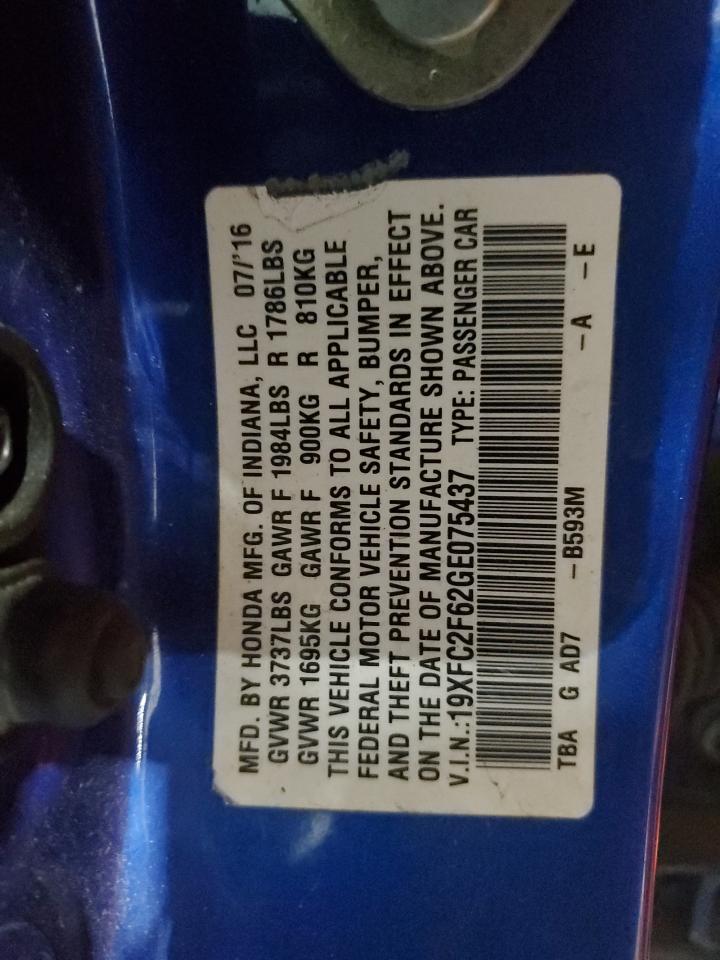 MFD. BY HONDA MFG. OF INDIANA, LLC 07/'16
GVWR 3737LBS GAWR F 1984LBS R 1786LBS
GVWR 1695KG GAWR F 900KG R 810KG
THIS VEHICLE CONFORMS TO ALL APPLICABLE
FEDERAL MOTOR VEHICLE SAFETY, BUMPER,
AND THEFT PREVENTION STANDARDS IN EFFECT
ON THE DATE OF MANUFACTURE SHOWN ABOVE.
V.I.N.:19XFC2F62GE075437 TYPE: PASSENGER CAR
TBA G AD7 -B593M -A -E